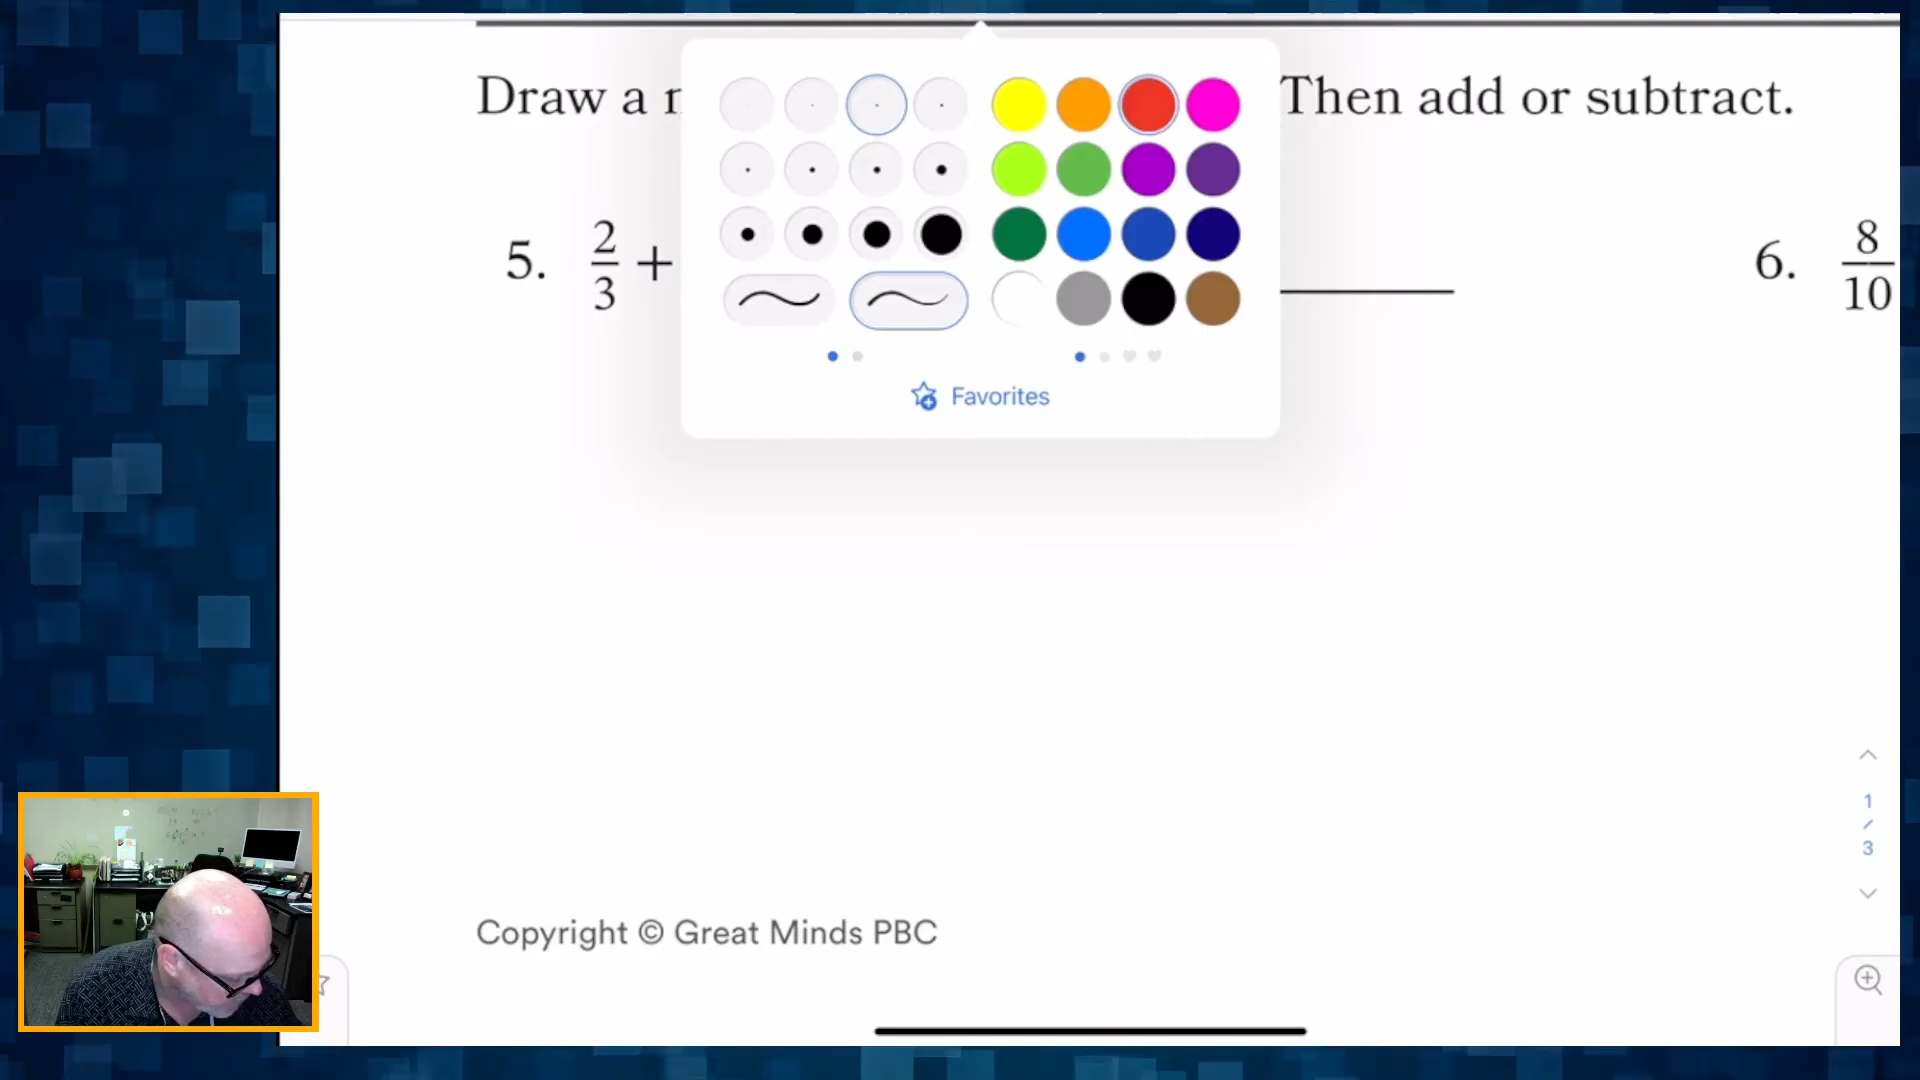 Draw a Then add or subtract.
5. 2/3 +
6. 8/10
Favorites
1
/
3
Copyright © Great Minds PBC